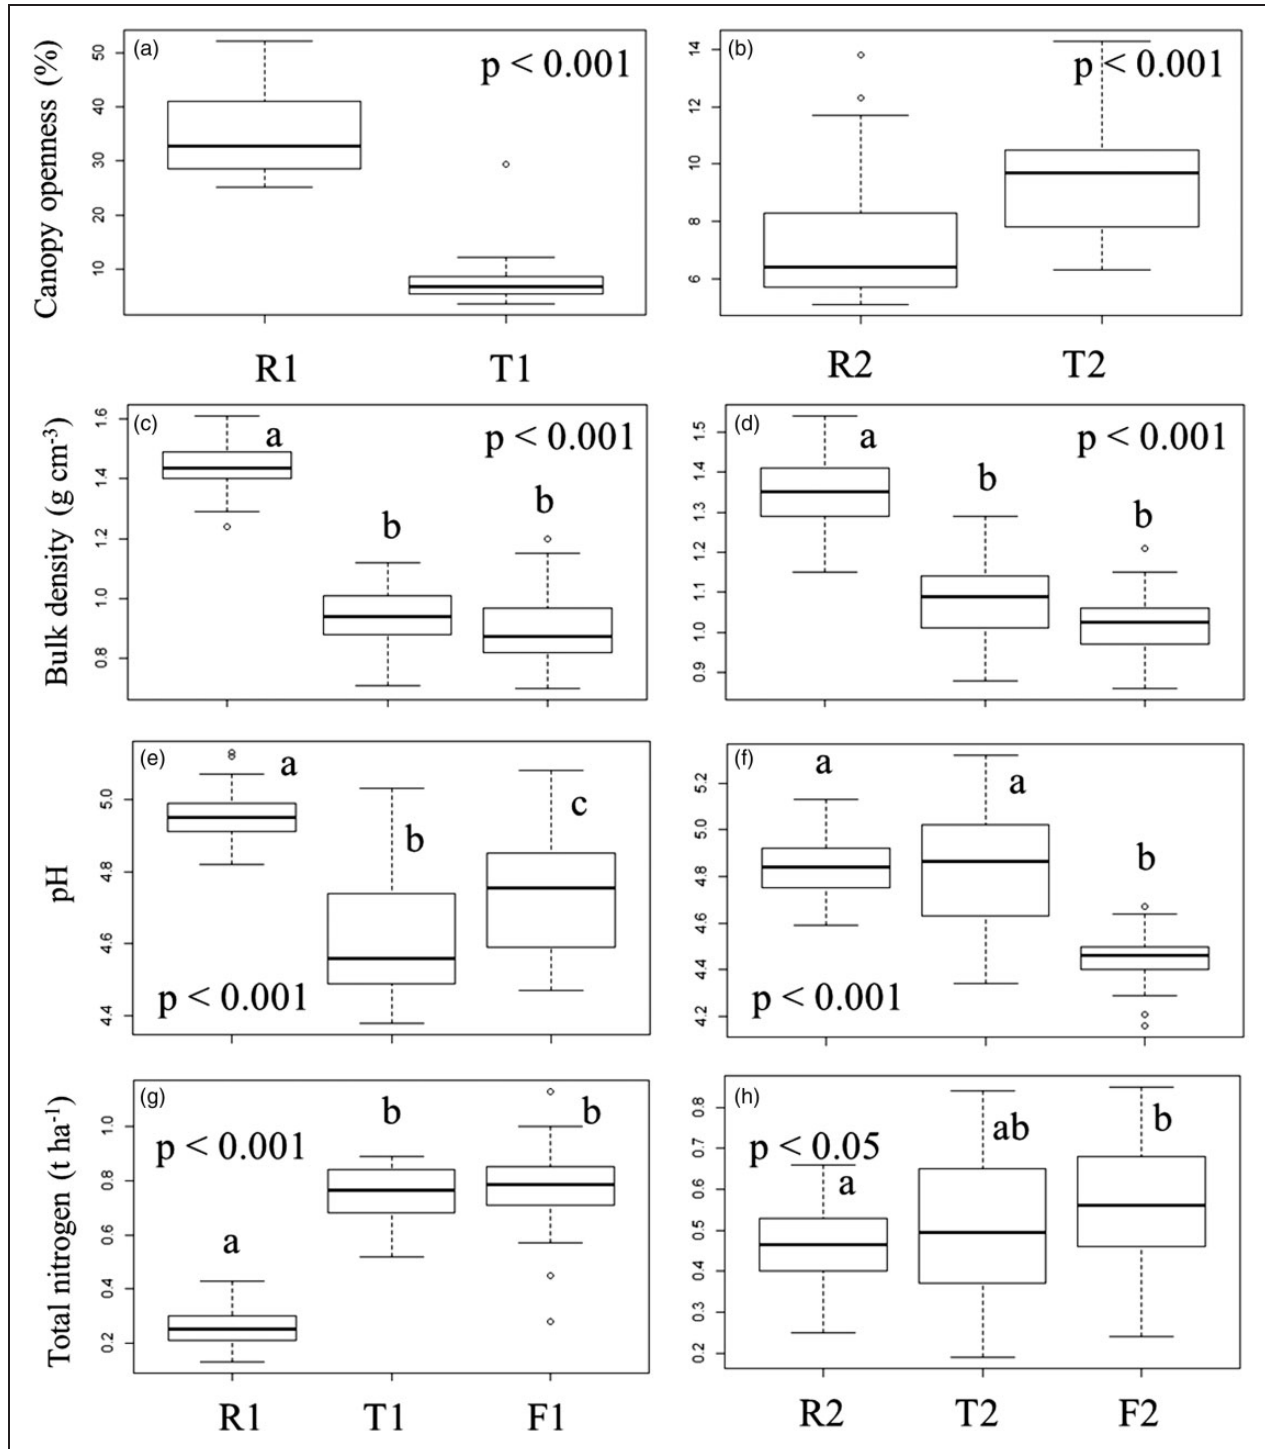 Canopy openness (%)
(a)
p < 0.001
50
40
30
20
10
R1
T1
(b)
p < 0.001
14
12
10
8
6
R2
T2
Bulk density (g cm-3)
(c)
a
p < 0.001
b
b
1.6
1.4
1.2
1.0
0.8
(d)
a
p < 0.001
b
b
1.5
1.4
1.3
1.2
1.1
1.0
0.9
pH
(e)
a
c
b
p < 0.001
5.0
4.8
4.6
4.4
(f)
a
a
b
p < 0.001
5.2
5.0
4.8
4.6
4.4
4.2
Total nitrogen (t ha-1)
(g)
b
b
p < 0.001
a
1.0
0.8
0.6
0.4
0.2
R1
T1
F1
(h)
b
ab
p < 0.05
a
0.8
0.7
0.6
0.5
0.4
0.3
0.2
R2
T2
F2